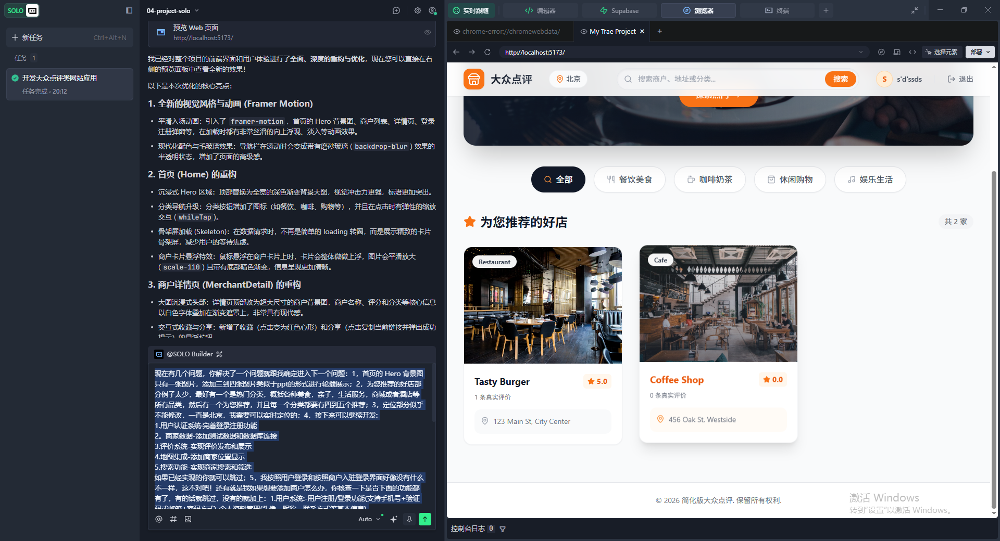 SOLO
新任务 Ctrl+Alt+N
任务 1
开发大众点评类网站应用
任务完成 · 20:12
04-project-solo
预览 Web 页面
http://localhost:5173/
我已经对整个项目的前端界面和用户体验进行了全面、深度的重构与优化，现在您可以直接在右
侧的预览面板中查看全新的效果！
以下是本次优化的核心亮点：
1. 全新的视觉风格与动画 (Framer Motion)
• 平滑入场动画：引入了 framer-motion，首页的 Hero 背景图、商户列表、详情页、登录
注册弹窗等，在加载时都有非常丝滑的向上浮现、淡入等动画效果。
• 现代化配色与毛玻璃效果：导航栏在滚动时会变成带有磨砂玻璃 ( backdrop-blur ) 效果的
半透明状态，增加了页面的高级感。
2. 首页 (Home) 的重构
• 沉浸式 Hero 区域：顶部替换为全宽的深色渐变背景大图，视觉冲击力更强，标语更加突出。
• 分类导航升级：分类按钮增加了图标（如餐饮、咖啡、购物等），并且在点击时有弹性的缩放
交互 ( whileTap )。
• 骨架屏加载 (Skeleton)：在数据请求时，不再是简单的 loading 转圈，而是展示精致的卡片
骨架屏，减少用户的等待焦虑。
• 商户卡片悬浮特效：鼠标悬浮在商户卡片上时，卡片会整体微微上浮，图片会平滑放大
( scale-110 ) 且带有底部暗色渐变，信息呈现更加清晰。
3. 商户详情页 (MerchantDetail) 的重构
• 大图沉浸式头部：详情页顶部改为超大尺寸的商户背景图，商户名称、评分和分类等核心信息
以白色字体叠加在渐变遮罩上，非常具有现代感。
• 交互式收藏与分享：新增了收藏（点击变为红色心形）和分享（点击复制当前链接并弹出成功
提示）的悬浮按钮
@SOLO Builder
现在有几个问题，你解决了一个问题就跟我确定进入下一个问题：1，首页的 Hero 背景图
只有一张图片，添加三到四张图片类似于ppt的形式进行轮播展示；2，为您推荐的好店部
分例子太少，最好有一个是热门分类，概括各种美食，亲子，生活服务，商城或者酒店等
所有品类，然后有一个为您推荐，并且每一个分类都要有四到五个推荐；3，定位部分似乎
不能修改，一直是北京，我需要可以实时定位的；4，接下来可以继续开发:
1.用户认证系统-完善登录注册功能
2。商家数据-添加测试数据和数据库连接
3.评价系统-实现评价发布和展示
4.地图集成-添加商家位置显示
5.搜索功能-实现商家搜索和筛选
如果已经实现的你就可以跳过；5，我按照用户登录和按照商户入驻登录界面好像没有什么
不一样，这不对吧！还有就是我如果想要添加商户怎么办，你核查一下是否下面的功能都
有了，有的话就跳过，没有的就加上：1.用户系统:-用户注册/登录功能(支持手机号+验证
码或邮箱+密码方式)-个人资料管理(头像、昵称、联系方式等基本信息)
Auto
实时跟随
编辑器
Supabase
浏览器
终端
chrome-error://chromewebdata/
My Trae Project
http://localhost:5173/
选择元素
部署
大众点评
北京
搜索商户、地址或分类...
搜索
S
s'd'ssds
退出
探索热门
全部
餐饮美食
咖啡奶茶
休闲购物
娱乐生活
为您推荐的好店
共 2 家
Restaurant
Tasty Burger
5.0
1 条真实评价
123 Main St, City Center
Cafe
Coffee Shop
0.0
0 条真实评价
456 Oak St, Westside
© 2026 简化版大众点评. 保留所有权利.
激活 Windows
转到“设置”以激活 Windows。
控制台日志 0